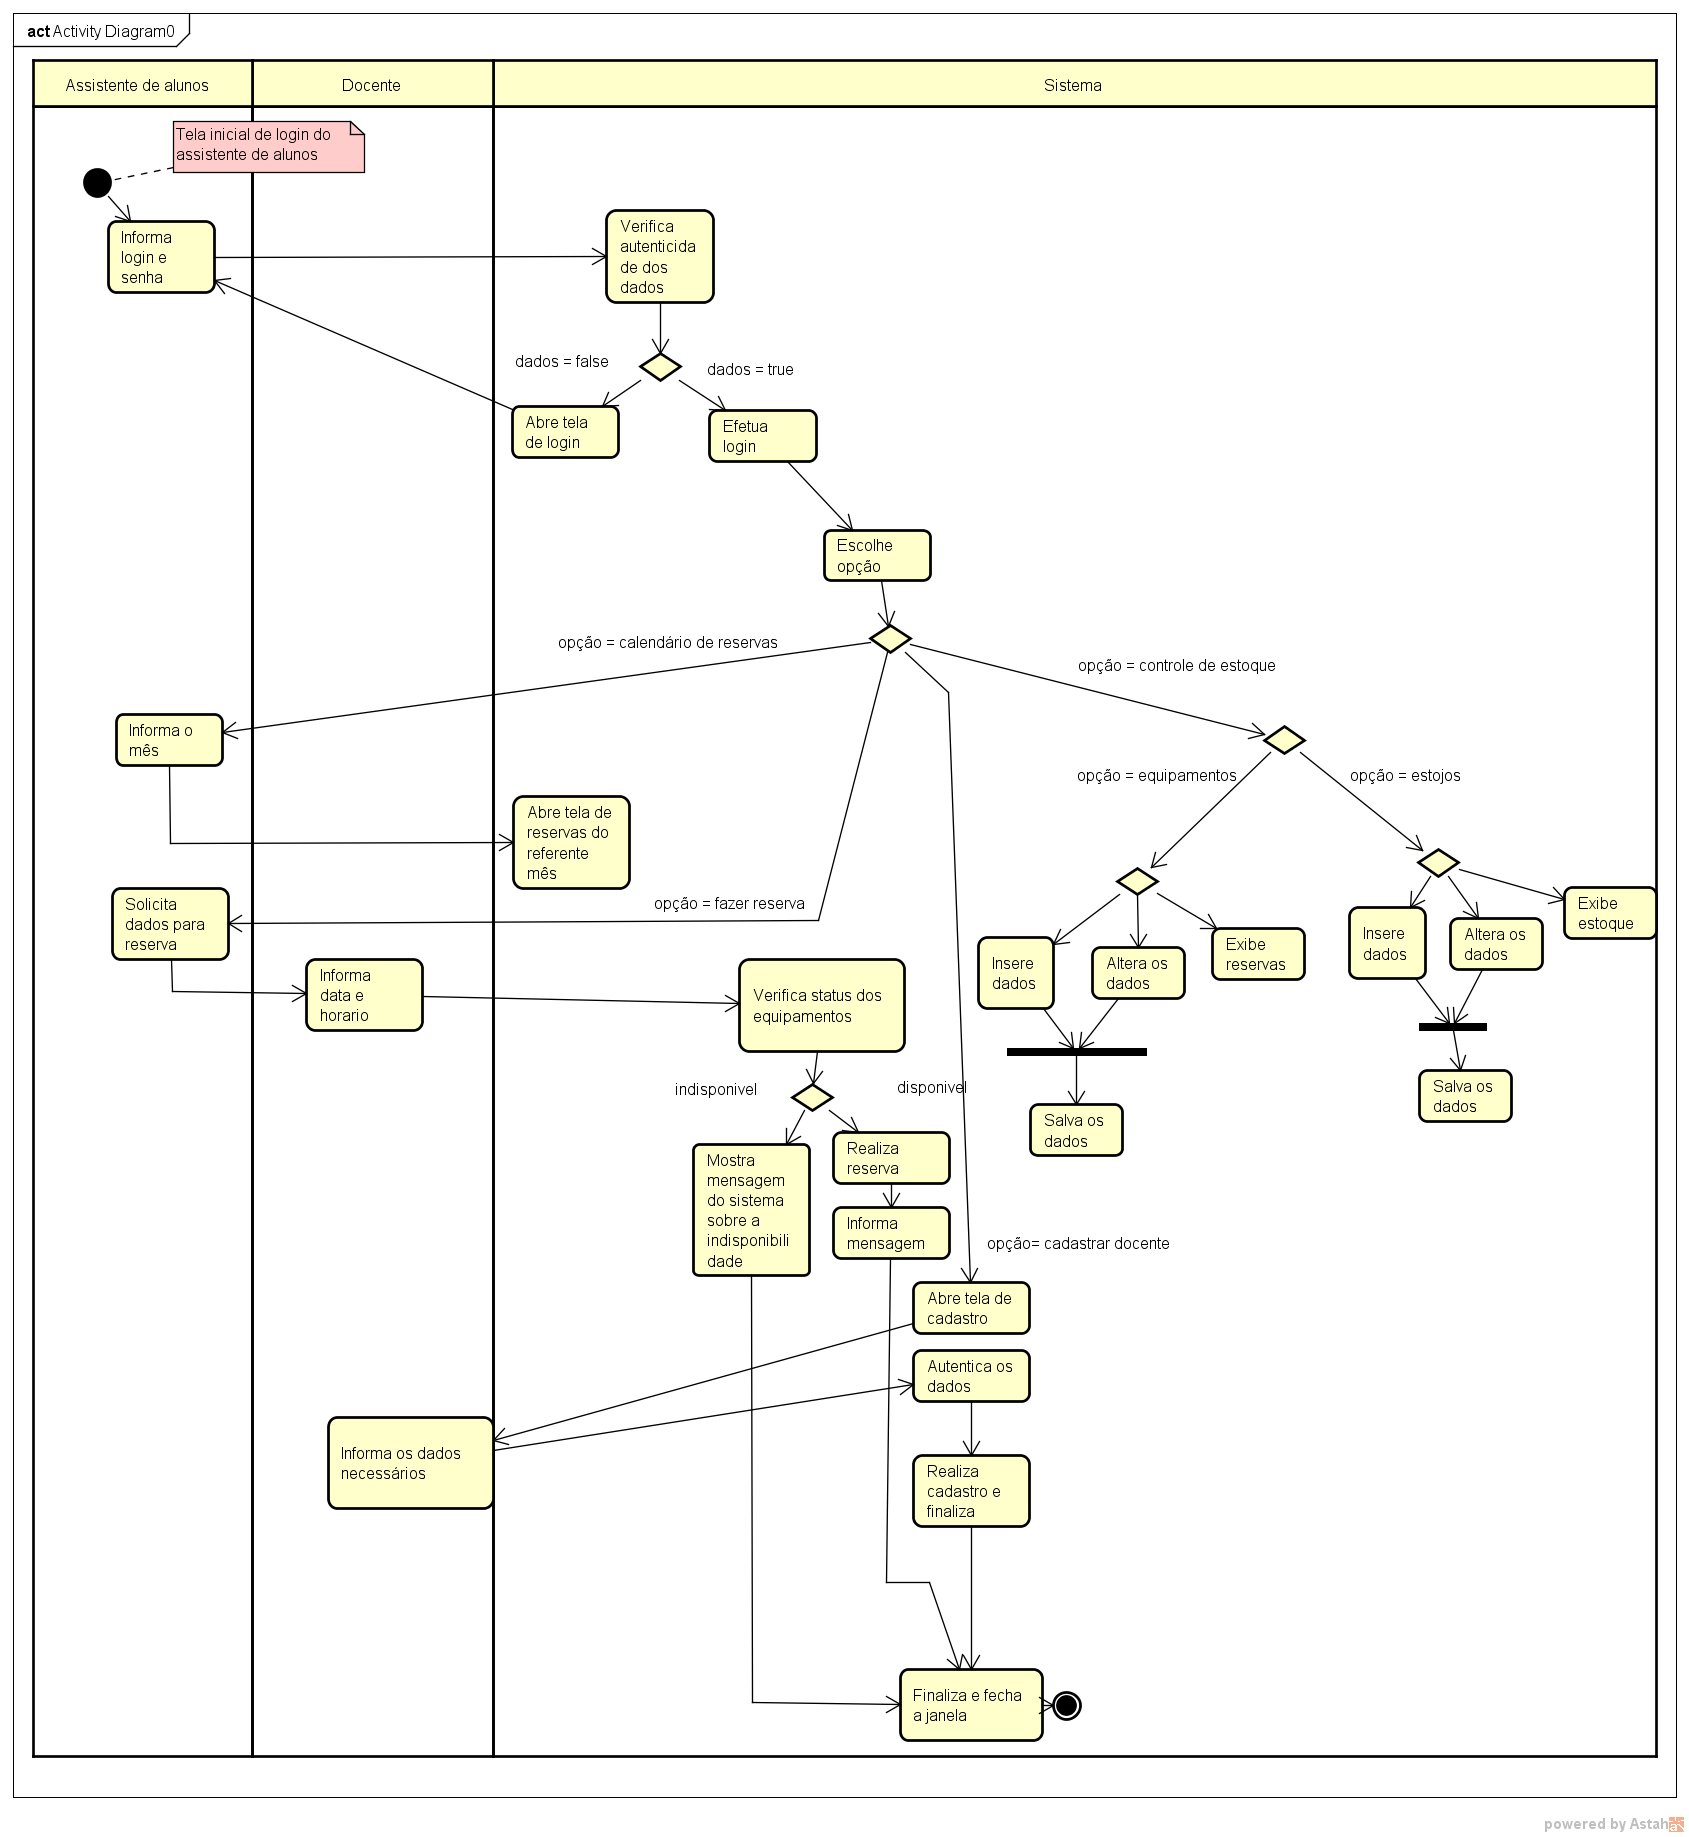 act Activity Diagram0
Assistente de alunos
Docente
Sistema
Tela inicial de login do
assistente de alunos
Informa
login e
senha
Verifica
autenticida
de dos
dados
dados = false
dados = true
Abre tela
de login
Efetua
login
Escolhe
opção
opção = calendário de reservas
opção = controle de estoque
Informa o
mês
opção = equipamentos
opção = estojos
Abre tela de
reservas do
referente
mês
opção = fazer reserva
Solicita
dados para
reserva
Informa
data e
horario
Verifica status dos
equipamentos
Insere
dados
Altera os
dados
Exibe
reservas
Insere
dados
Altera os
dados
Exibe
estoque
Salva os
dados
Salva os
dados
indisponivel
disponivel
Mostra
mensagem
do sistema
sobre a
indisponibili
dade
Realiza
reserva
Informa
mensagem
opção= cadastrar docente
Abre tela de
cadastro
Autentica os
dados
Informa os dados
necessários
Realiza
cadastro e
finaliza
Finaliza e fecha
a janela
powered by Astah